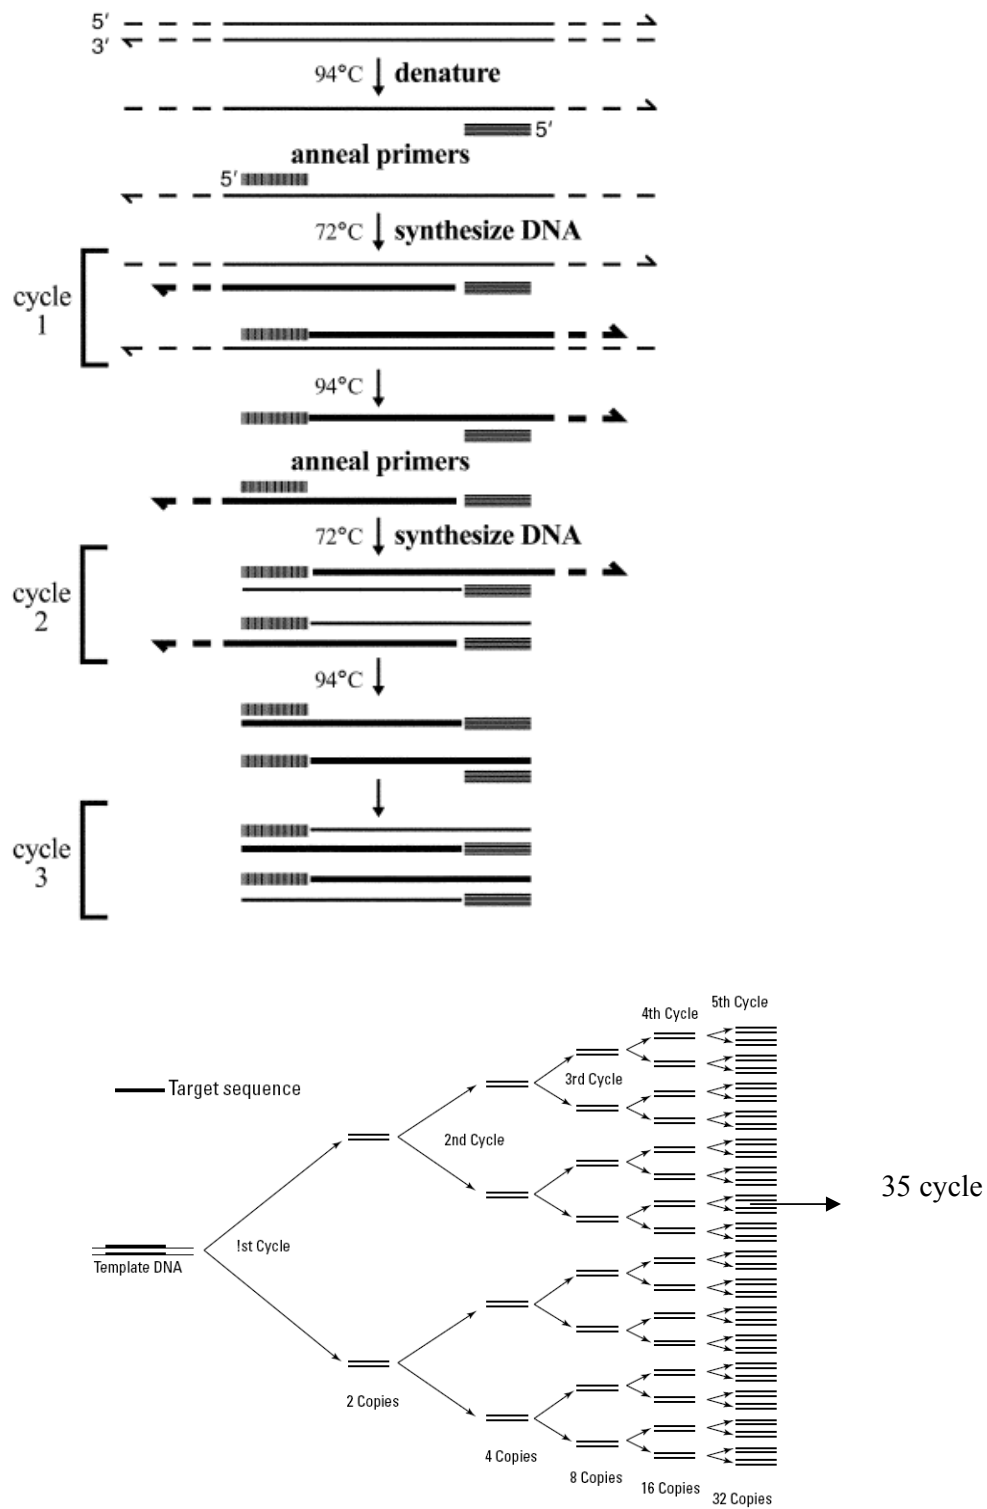 5′
3′
94°C denature
5′
anneal primers
5′
72°C synthesize DNA
cycle
1
94°C
anneal primers
72°C synthesize DNA
cycle
2
94°C
cycle
3
5th Cycle
4th Cycle
3rd Cycle
Target sequence
2nd Cycle
35 cycle
!st Cycle
Template DNA
2 Copies
4 Copies
8 Copies
16 Copies
32 Copies